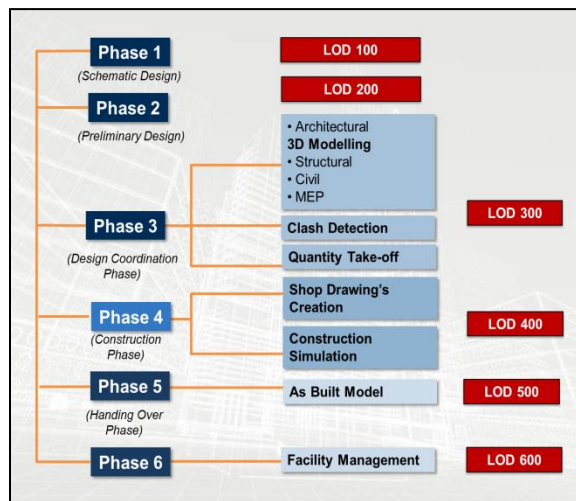 Phase 1
(Schematic Design)
LOD 100
LOD 200
Phase 2
(Preliminary Design)
• Architectural
3D Modelling
• Structural
• Civil
• MEP
Phase 3
(Design Coordination
Phase)
Clash Detection
Quantity Take-off
LOD 300
Phase 4
(Construction
Phase)
Shop Drawing's
Creation
Construction
Simulation
LOD 400
Phase 5
(Handing Over
Phase)
As Built Model
LOD 500
Phase 6
Facility Management
LOD 600